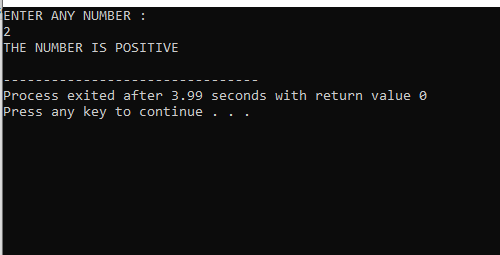 ENTER ANY NUMBER :
2
THE NUMBER IS POSITIVE
--------------------------------
Process exited after 3.99 seconds with return value 0
Press any key to continue . . .